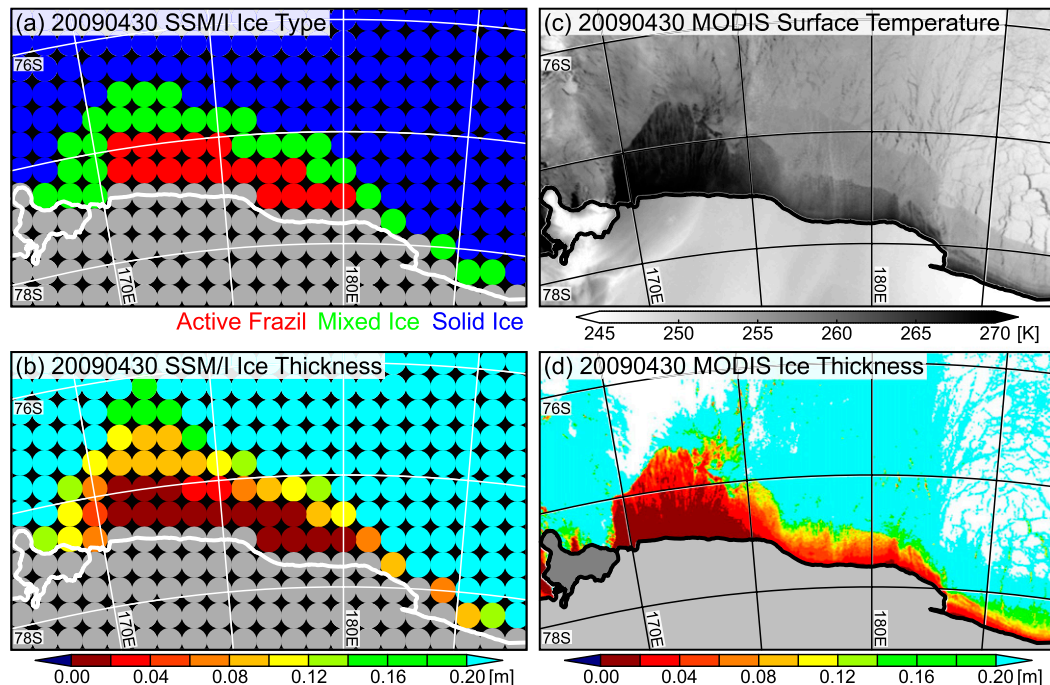 (a) 20090430 SSM/I Ice Type
76S
78S
170E
180E
Active Frazil Mixed Ice Solid Ice
(c) 20090430 MODIS Surface Temperature
76S
78S
170E
180E
245 250 255 260 265 270 [K]
(b) 20090430 SSM/I Ice Thickness
76S
78S
170E
180E
0.00 0.04 0.08 0.12 0.16 0.20 [m]
(d) 20090430 MODIS Ice Thickness
76S
78S
170E
180E
0.00 0.04 0.08 0.12 0.16 0.20 [m]